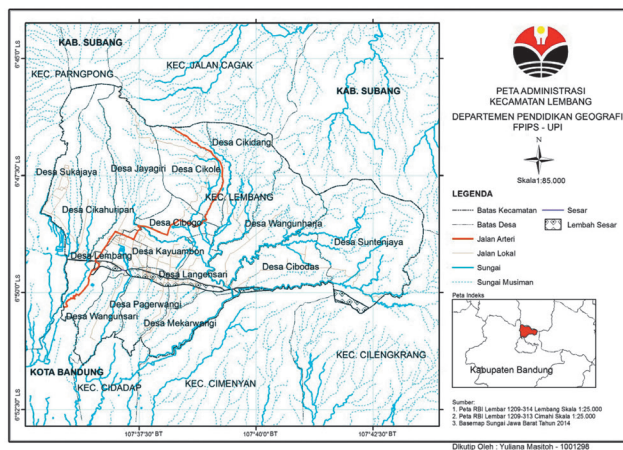 KAB. SUBANG
KEC. PARNGPONG
KEC. JALAN CAGAK
KAB. SUBANG
Desa Cikidang
Desa Sukajaya
Desa Jayagiri
Desa Cikole
KEC. LEMBANG
Desa Cikahuripan
Desa Cibogo
Desa Wangunharja
Desa Suntenjaya
Desa Kayuambon
Desa Lembang
Desa Langensari
Desa Cibodas
Desa Pagerwangi
Desa Wangunsari
Desa Mekarwangi
KEC. CILENGKRANG
KOTA BANDUNG
KEC. CIDADAP
KEC. CIMENYAN
6°45'0" LS
6°47'30" LS
6°50'0" LS
6°52'30" LS
107°37'30" BT
107°40'0" BT
107°42'30" BT
PETA ADMINISTRASI
KECAMATAN LEMBANG
DEPARTEMEN PENDIDIKAN GEOGRAFI
FPIPS - UPI
N
Skala1:85.000
LEGENDA
Batas Kecamatan
Batas Desa
Jalan Arteri
Jalan Lokal
Sungai
Sungai Musiman
Sesar
Lembah Sesar
Peta Indeks
Kabupaten Bandung
Sumber:
1. Peta RBI Lembar 1209-314 Lembang Skala 1:25.000
2. Peta RBI Lembar 1209-313 Cimahi Skala 1:25.000
3. Basemap Sungai Jawa Barat Tahun 2014
Dikutip Oleh : Yuliana Masitoh - 1001298